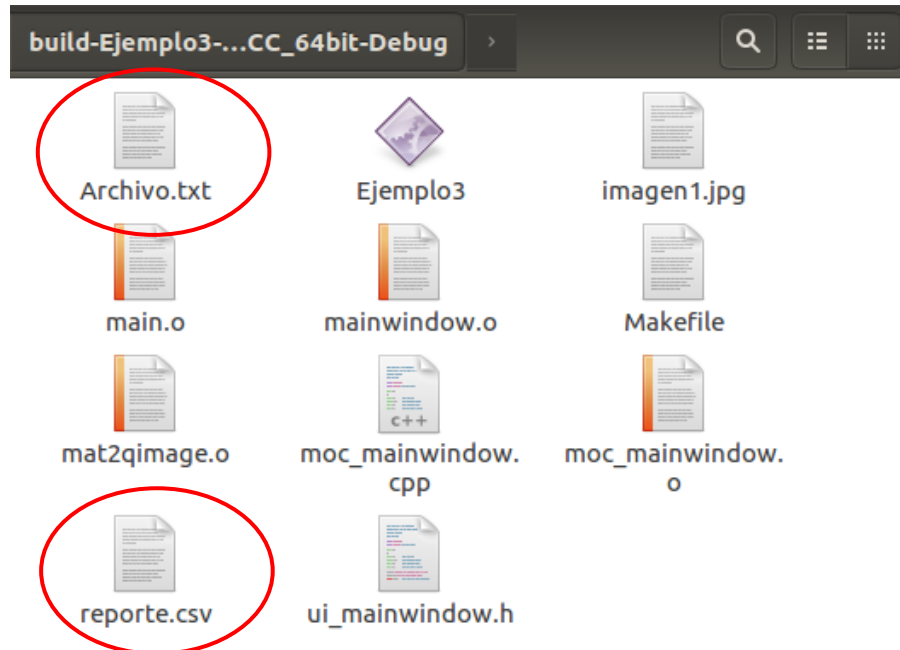 build-Ejemplo3-...CC_64bit-Debug
Archivo.txt
Ejemplo3
imagen1.jpg
main.o
mainwindow.o
Makefile
c++
mat2qimage.o
moc_mainwindow.
cpp
moc_mainwindow.
o
reporte.csv
ui_mainwindow.h